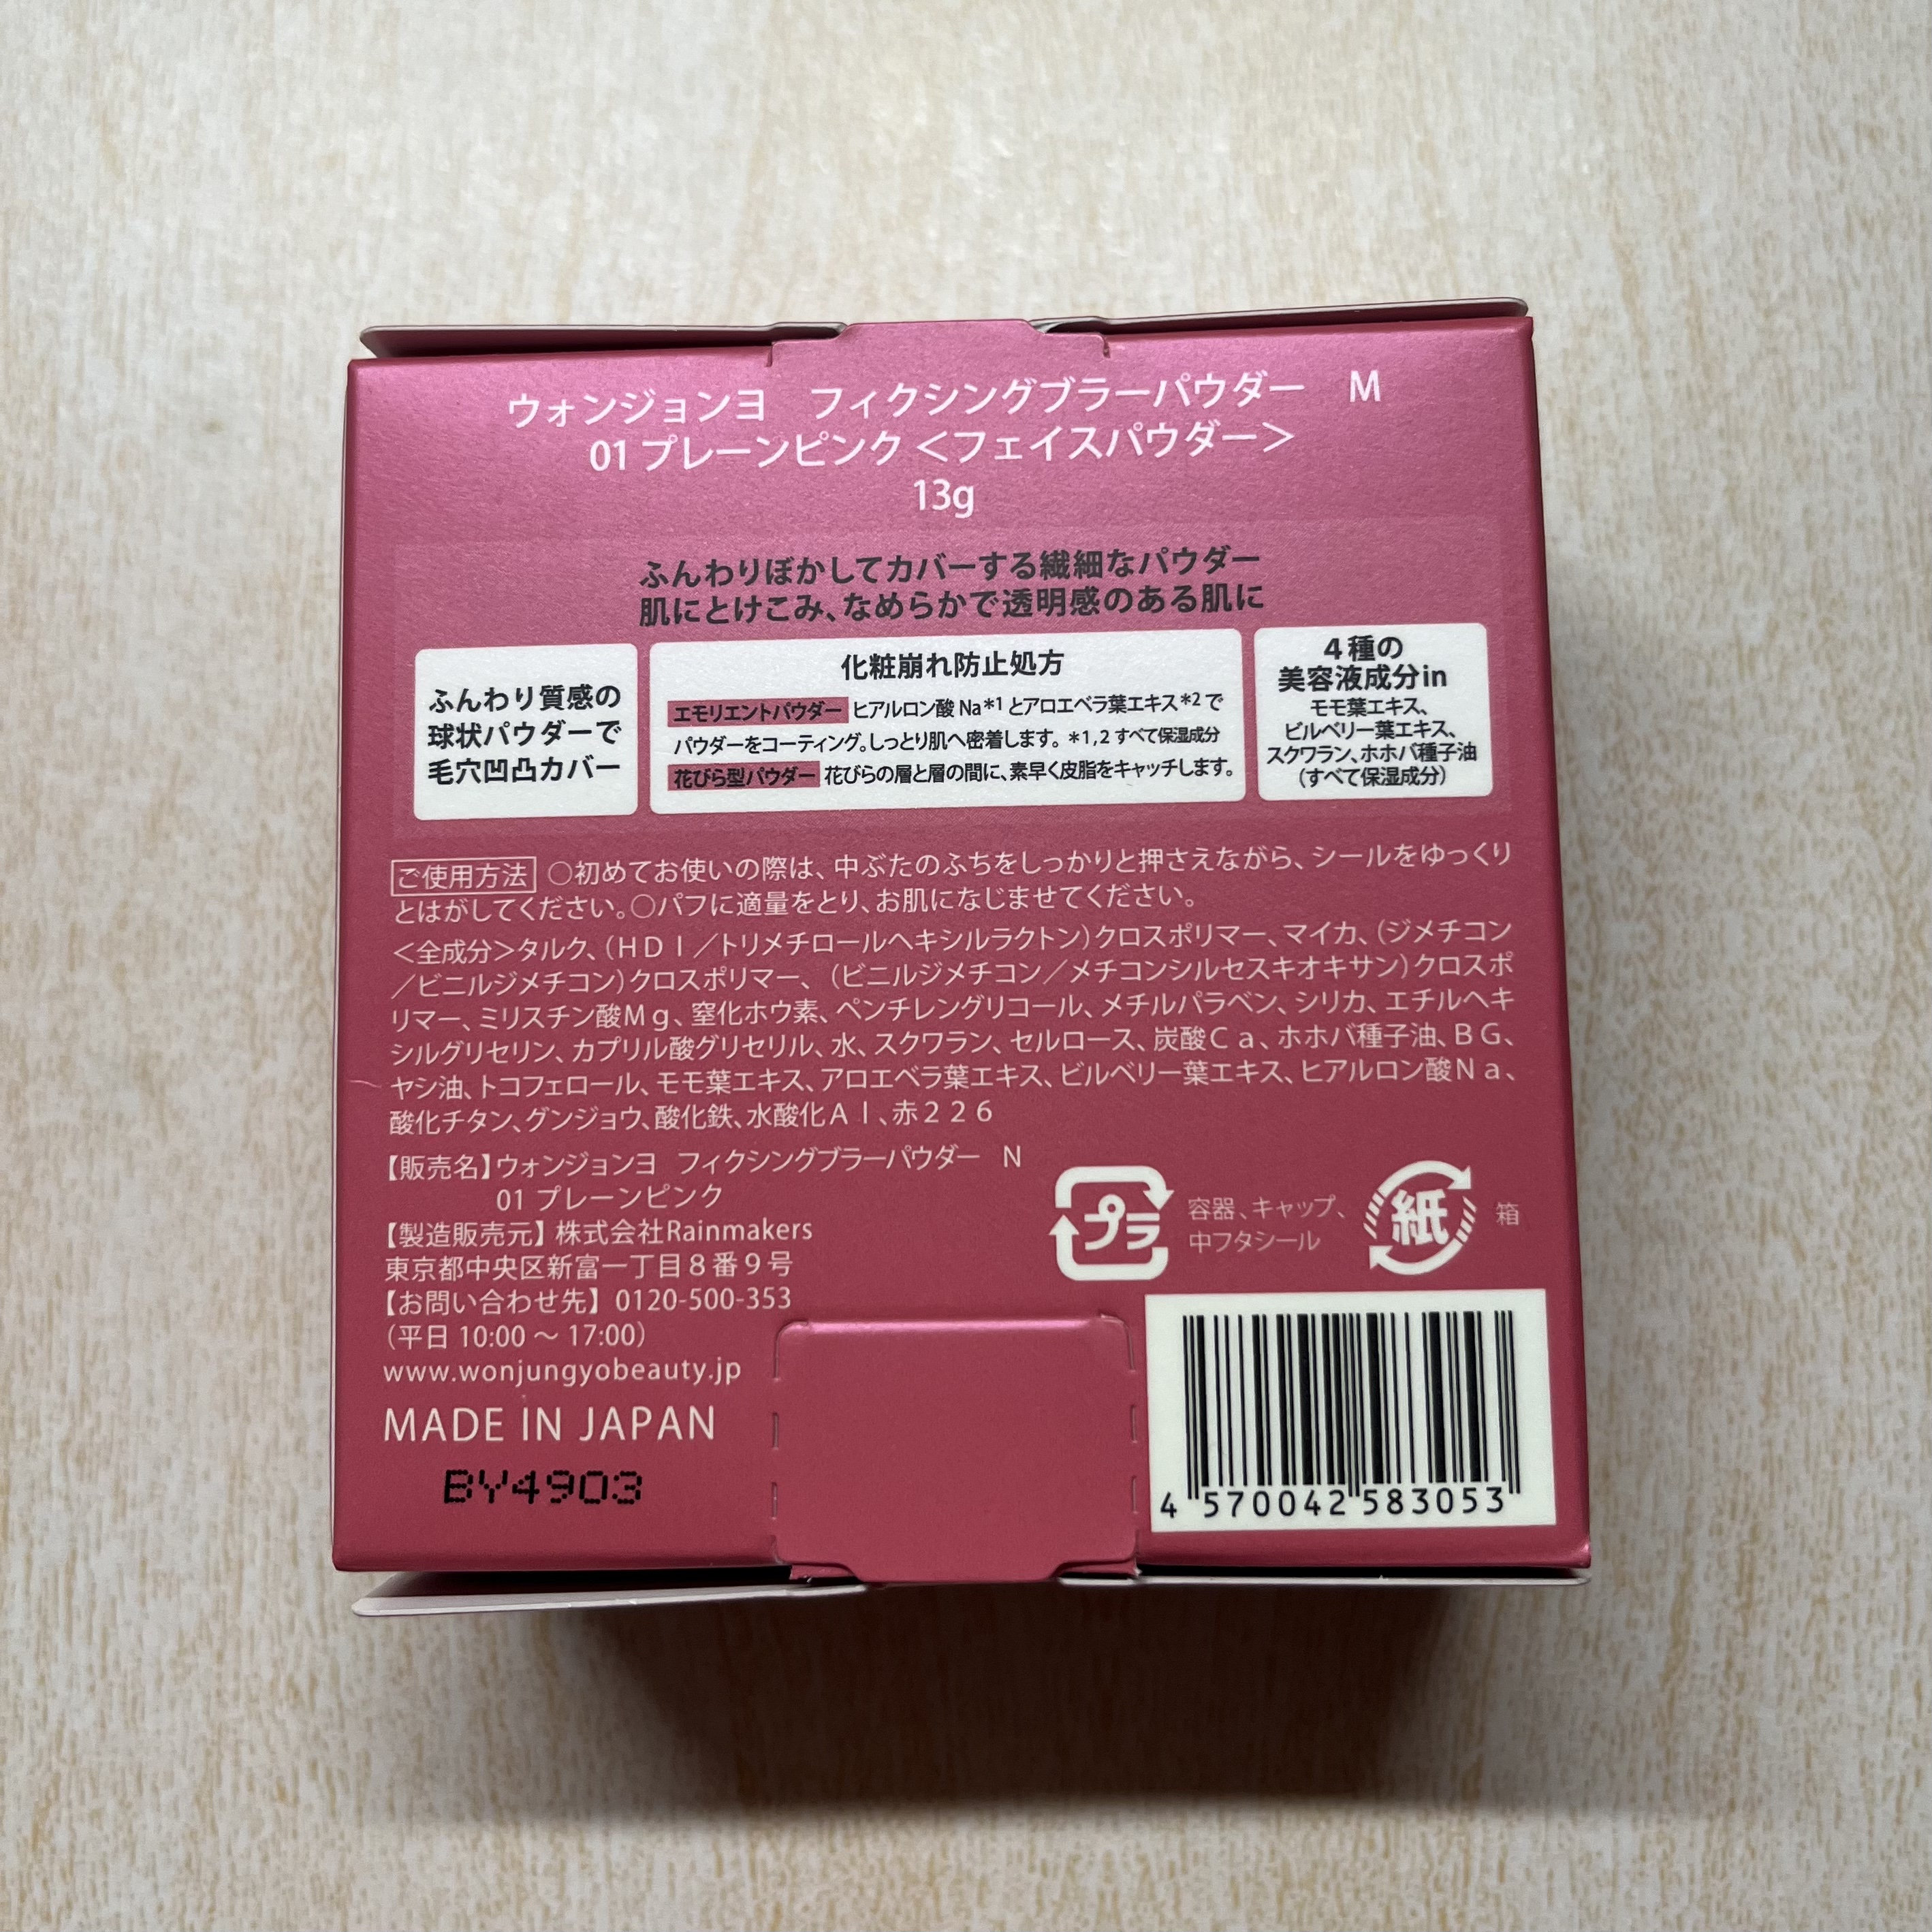 ウォンジョンヨ　フィクシングブラーパウダー　M
01 プレーンピンク＜フェイスパウダー＞
13g
ふんわりぼかしてカバーする繊細なパウダー
肌にとけこみ、なめらかで透明感のある肌に
ふんわり質感の
球状パウダーで
毛穴凹凸カバー
化粧崩れ防止処方
エモリエントパウダー ヒアルロン酸 Na＊1 とアロエベラ葉エキス＊2 で
パウダーをコーティング。しっとり肌へ密着します。＊1,2 すべて保湿成分
花びら型パウダー 花びらの層と層の間に、素早く皮脂をキャッチします。
４種の
美容液成分in
モモ葉エキス、
ビルベリー葉エキス、
スクワラン、ホホバ種子油
（すべて保湿成分）
ご使用方法 ○初めてお使いの際は、中ぶたのふちをしっかりと押さえながら、シールをゆっくり
とはがしてください。○パフに適量をとり、お肌になじませてください。
＜全成分＞タルク、（ＨＤＩ／トリメチロールヘキシルラクトン）クロスポリマー、マイカ、（ジメチコン
／ビニルジメチコン）クロスポリマー、（ビニルジメチコン／メチコンシルセスキオキサン）クロスポ
リマー、ミリスチン酸Ｍｇ、窒化ホウ素、ペンチレングリコール、メチルパラベン、シリカ、エチルヘキ
シルグリセリン、カプリル酸グリセリル、水、スクワラン、セルロース、炭酸Ｃａ、ホホバ種子油、ＢＧ、
ヤシ油、トコフェロール、モモ葉エキス、アロエベラ葉エキス、ビルベリー葉エキス、ヒアルロン酸Ｎａ、
酸化チタン、グンジョウ、酸化鉄、水酸化Ａｌ、赤２２６
【販売名】ウォンジョンヨ　フィクシングブラーパウダー　N
01 プレーンピンク
【製造販売元】株式会社Rainmakers
東京都中央区新富一丁目８番９号
【お問い合わせ先】0120-500-353
（平日 10:00 〜 17:00）
www.wonjungyobeauty.jp
MADE IN JAPAN
BY4903
プラ
容器、キャップ、
中フタシール
紙
箱
4 570042 583053